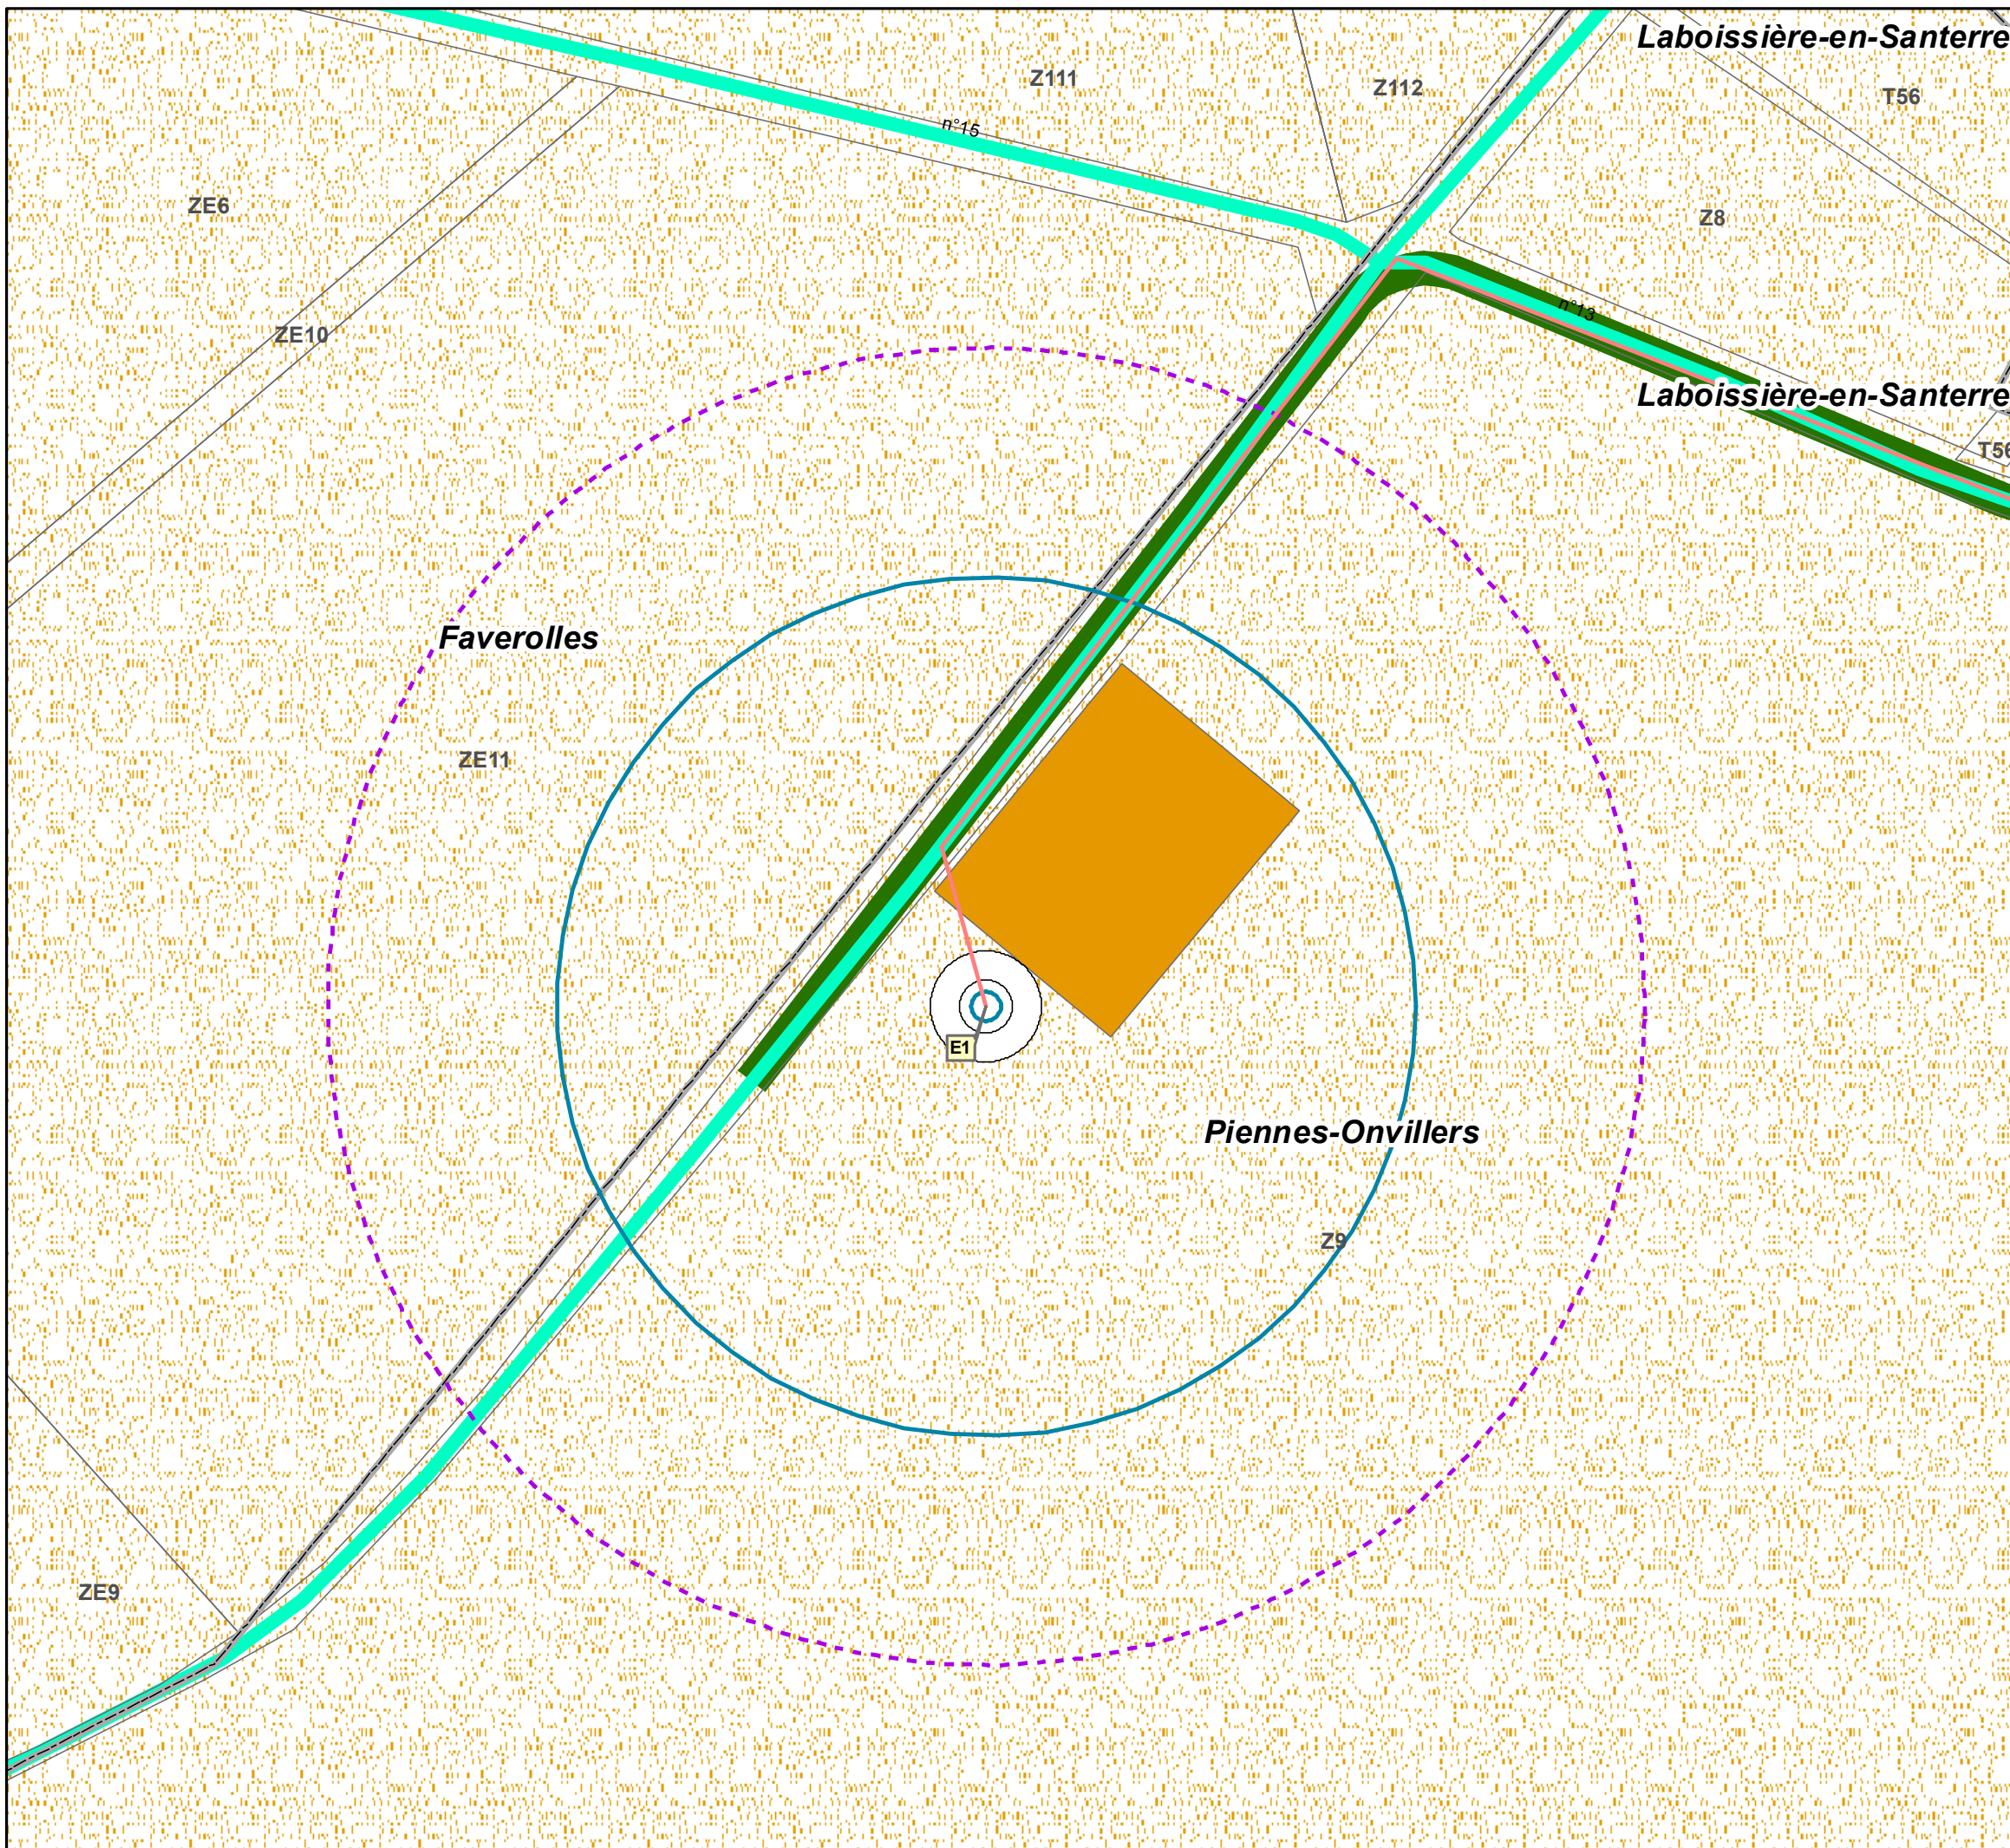 Laboissière-en-Santerre
Z111
Z112
T56
n°15
ZE6
Z8
n°13
ZE10
Laboissière-en-Santerre
T56
Faverolles
ZE11
E1
Piennes-Onvillers
Z9
ZE9